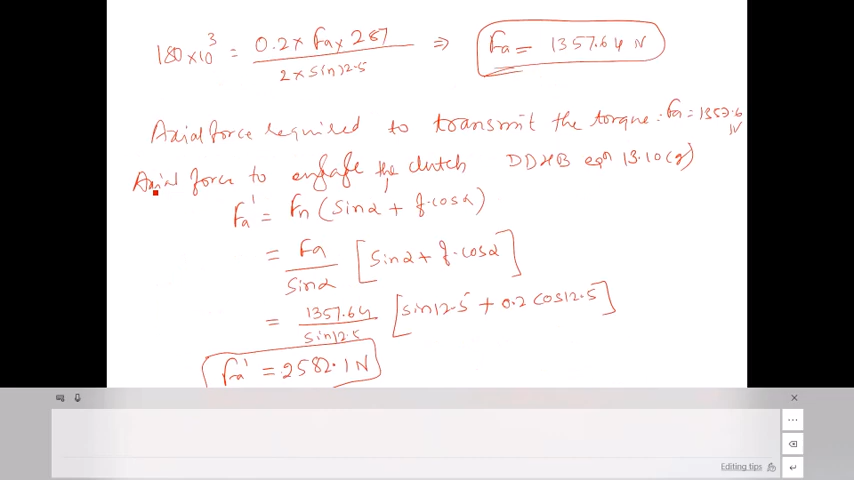 180×10³ = 0.2× Fa× 287 / 2× sin12.5 ⇒ Fa = 1357.64 N
Axial force required to transmit the torque: Fa = 1357.6 N
Axial force to engage the clutch DDHB eqn 13.10(g)
Fa' = Fn (sinα + f.cosα)
= Fa / sinα [sinα + f.cosα]
= 1357.64 / sin12.5 [sin12.5 + 0.2 cos12.5]
Fa' = 2582.1 N
Editing tips